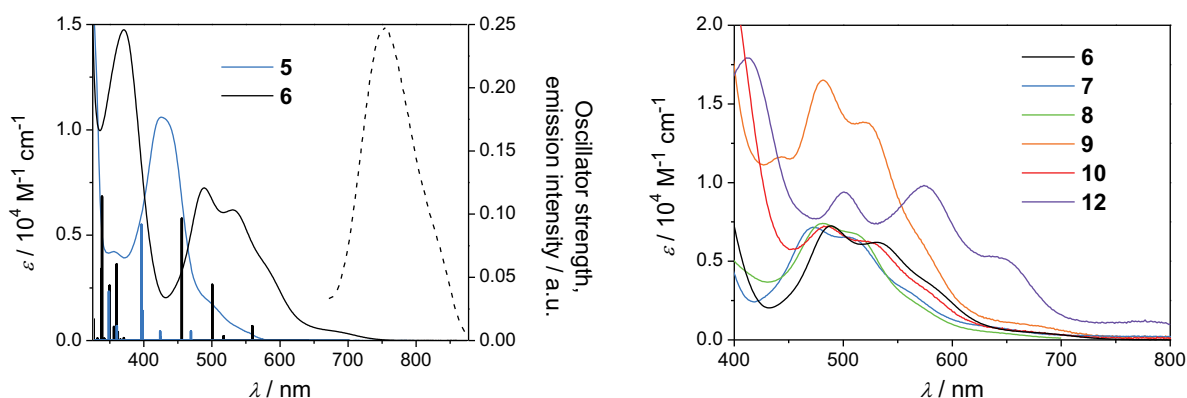 1.5
1.0
0.5
0.0
ε / 10⁴ M⁻¹ cm⁻¹
5
6
0.25
0.20
0.15
0.10
0.05
0.00
Oscillator strength,
emission intensity / a.u.
400 500 600 700 800
λ / nm
2.0
1.5
1.0
0.5
0.0
ε / 10⁴ M⁻¹ cm⁻¹
6
7
8
9
10
12
400 500 600 700 800
λ / nm